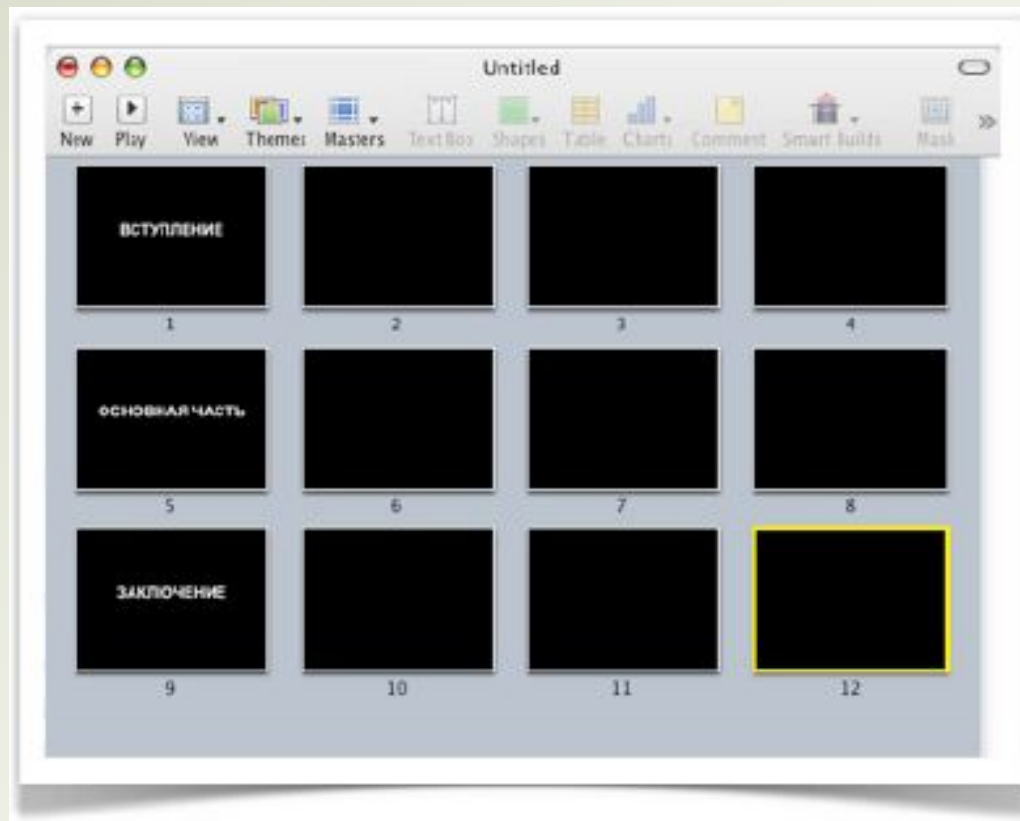 Untitled
New Play View Themes Masters Text Box Shapes Table Charts Comment Smart Builds Mask
ВСТУПЛЕНИЕ
1 2 3 4
ОСНОВНАЯ ЧАСТЬ
5 6 7 8
ЗАКЛЮЧЕНИЕ
9 10 11 12